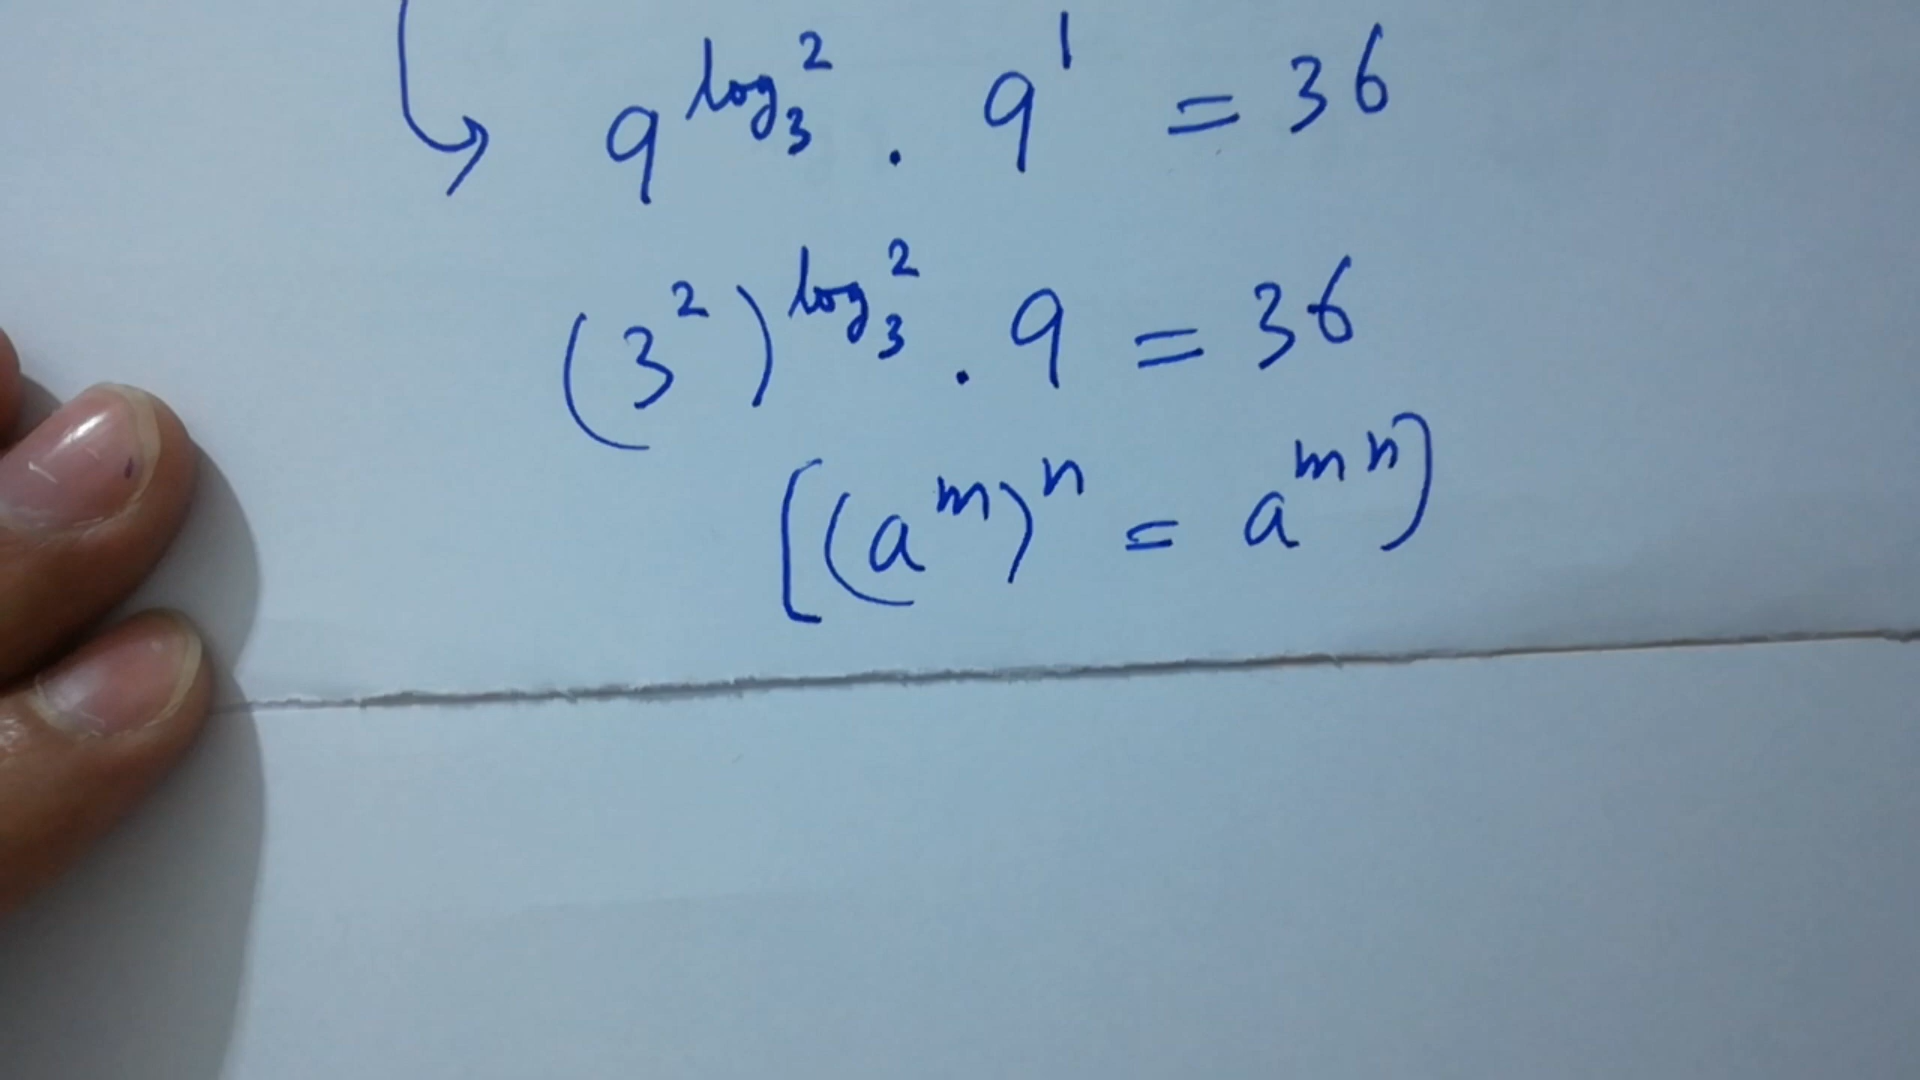 9^{log_3 2} . 9^1 = 36
(3^2)^{log_3 2} . 9 = 36
[(a^m)^n = a^{mn}]